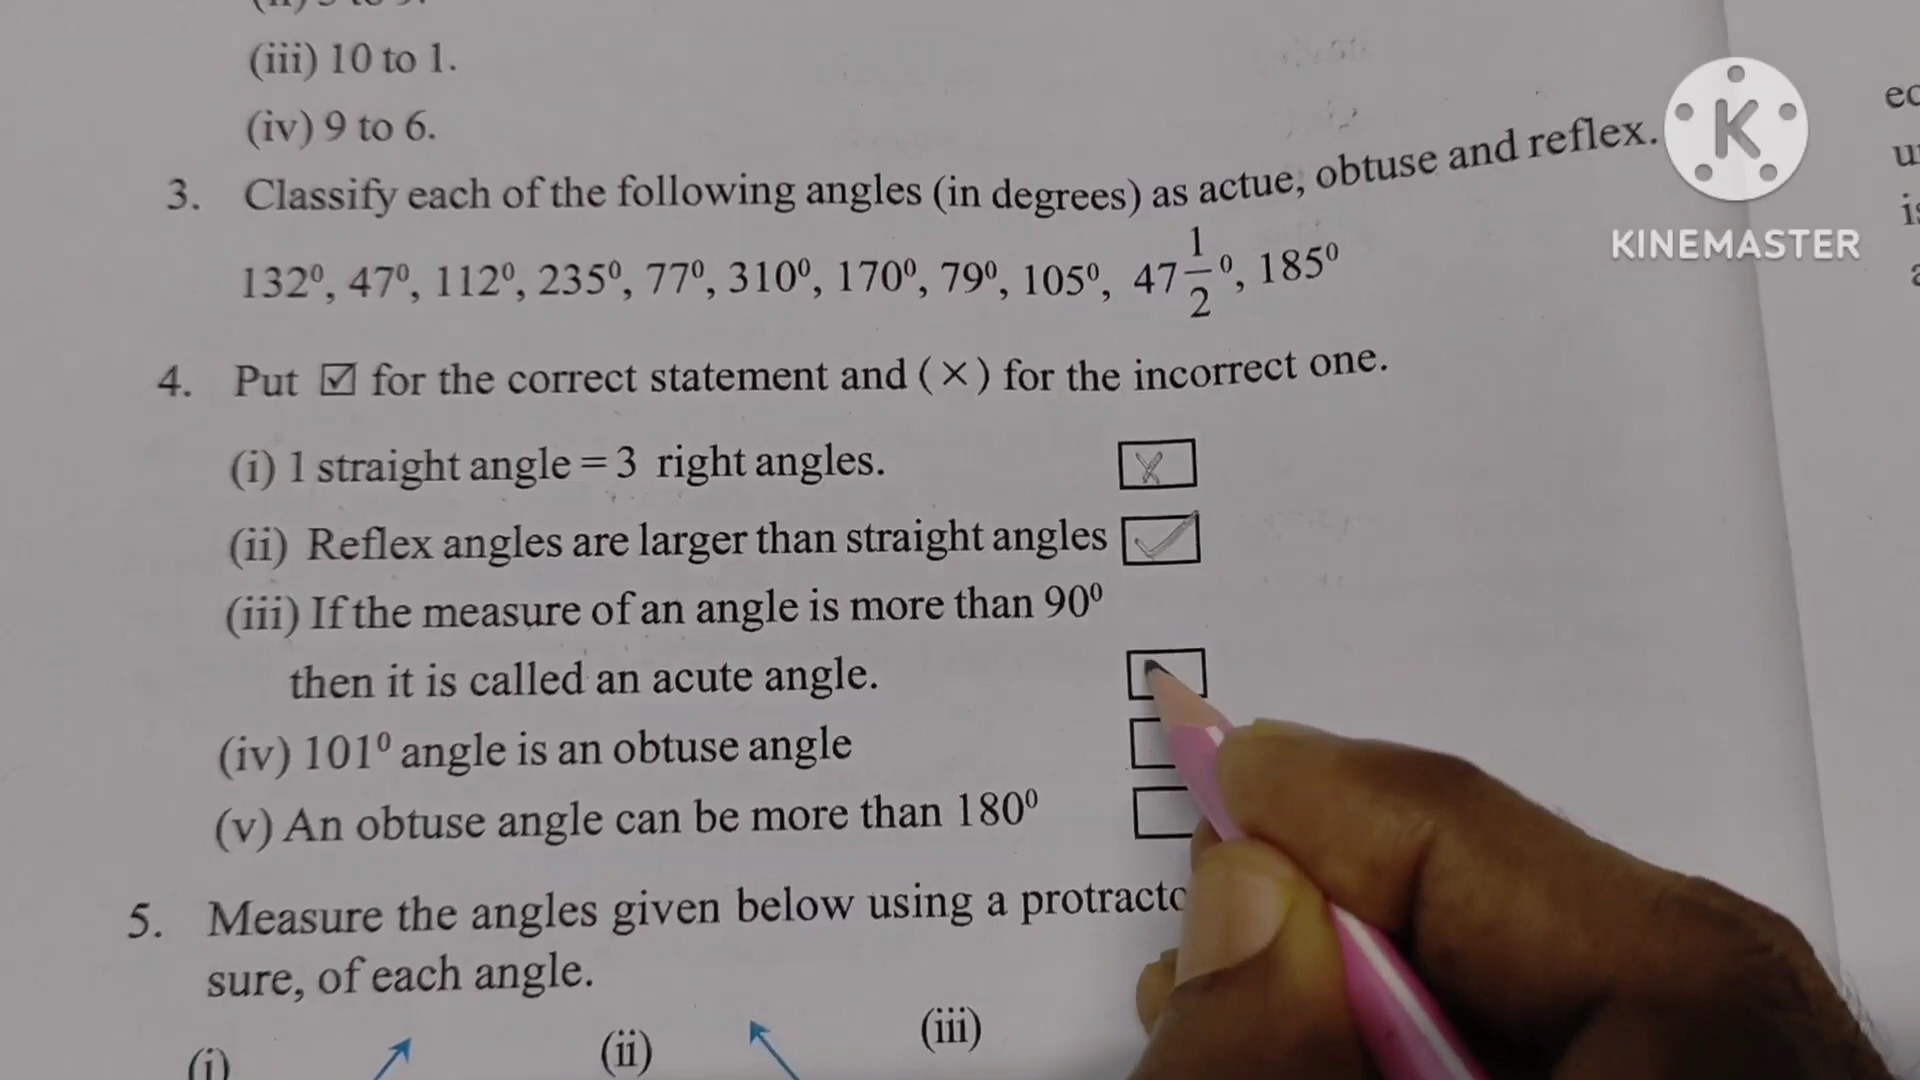 (iii) 10 to 1.
(iv) 9 to 6.
3. Classify each of the following angles (in degrees) as actue, obtuse and reflex.
132⁰, 47⁰, 112⁰, 235⁰, 77⁰, 310⁰, 170⁰, 79⁰, 105⁰, 47 1/2 ⁰, 185⁰
4. Put ☑ for the correct statement and (×) for the incorrect one.
(i) 1 straight angle = 3 right angles. ×
(ii) Reflex angles are larger than straight angles ✓
(iii) If the measure of an angle is more than 90⁰
then it is called an acute angle.
(iv) 101⁰ angle is an obtuse angle
(v) An obtuse angle can be more than 180⁰
5. Measure the angles given below using a
sure, of each angle.
(i) (ii) (iii)
K
KINEMASTER